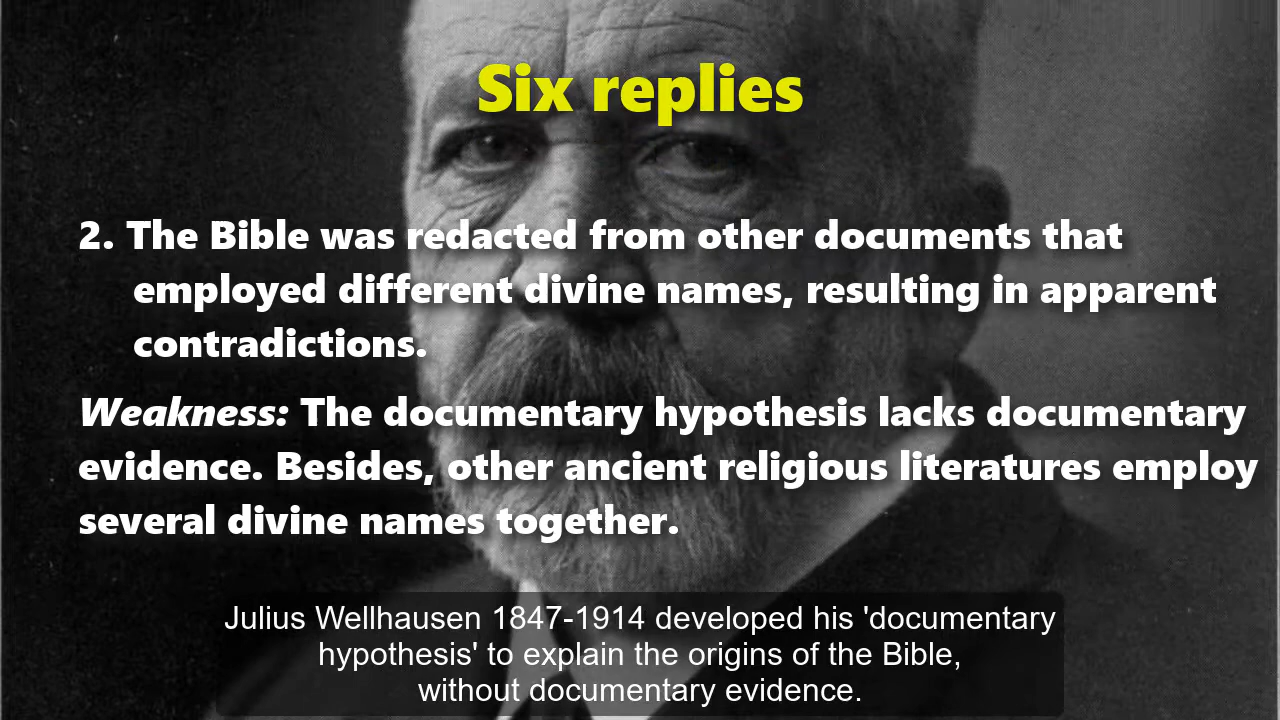 Six replies
2. The Bible was redacted from other documents that
employed different divine names, resulting in apparent
contradictions.
Weakness: The documentary hypothesis lacks documentary
evidence. Besides, other ancient religious literatures employ
several divine names together.
Julius Wellhausen 1847-1914 developed his 'documentary
hypothesis' to explain the origins of the Bible,
without documentary evidence.